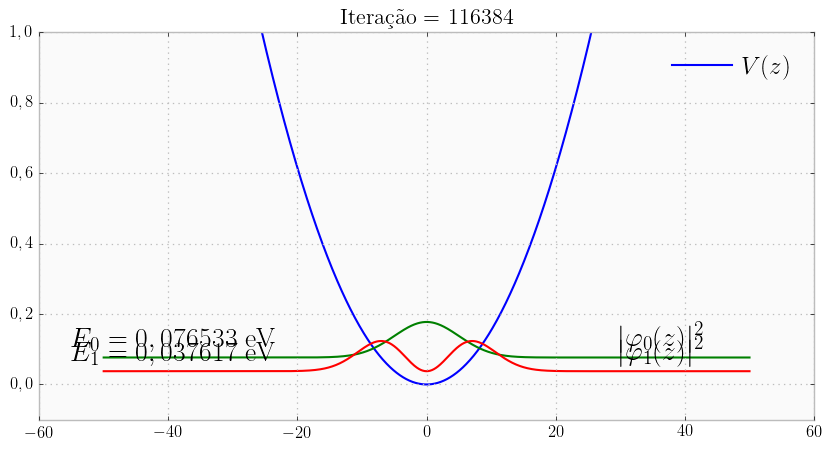 Iteração = 116384
1,0
V(z)
0,8
0,6
0,4
0,2
E₀ = 0,076533 eV
|φ₀(z)|²
E₁ = 0,037617 eV
|φ₁(z)|²
0,0
−60 −40 −20 0 20 40 60